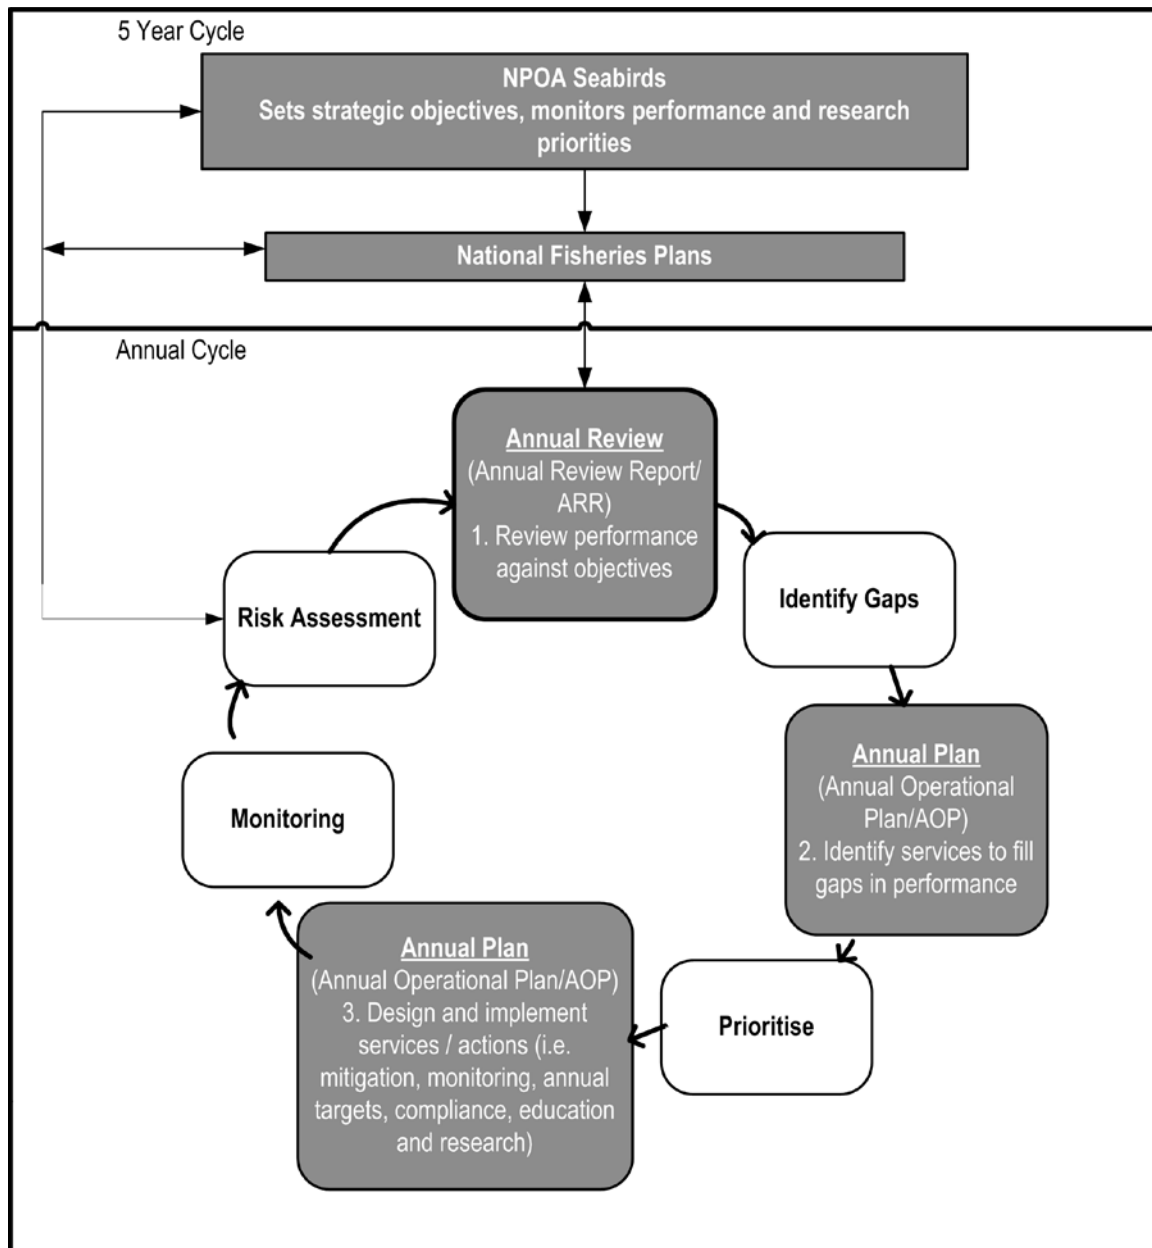 5 Year Cycle
NPOA Seabirds
Sets strategic objectives, monitors performance and research
priorities
National Fisheries Plans
Annual Cycle
Annual Review
(Annual Review Report/
ARR)
1. Review performance
against objectives
Identify Gaps
Annual Plan
(Annual Operational
Plan/AOP)
2. Identify services to fill
gaps in performance
Prioritise
Annual Plan
(Annual Operational Plan/AOP)
3. Design and implement
services / actions (i.e.
mitigation, monitoring, annual
targets, compliance, education
and research)
Monitoring
Risk Assessment